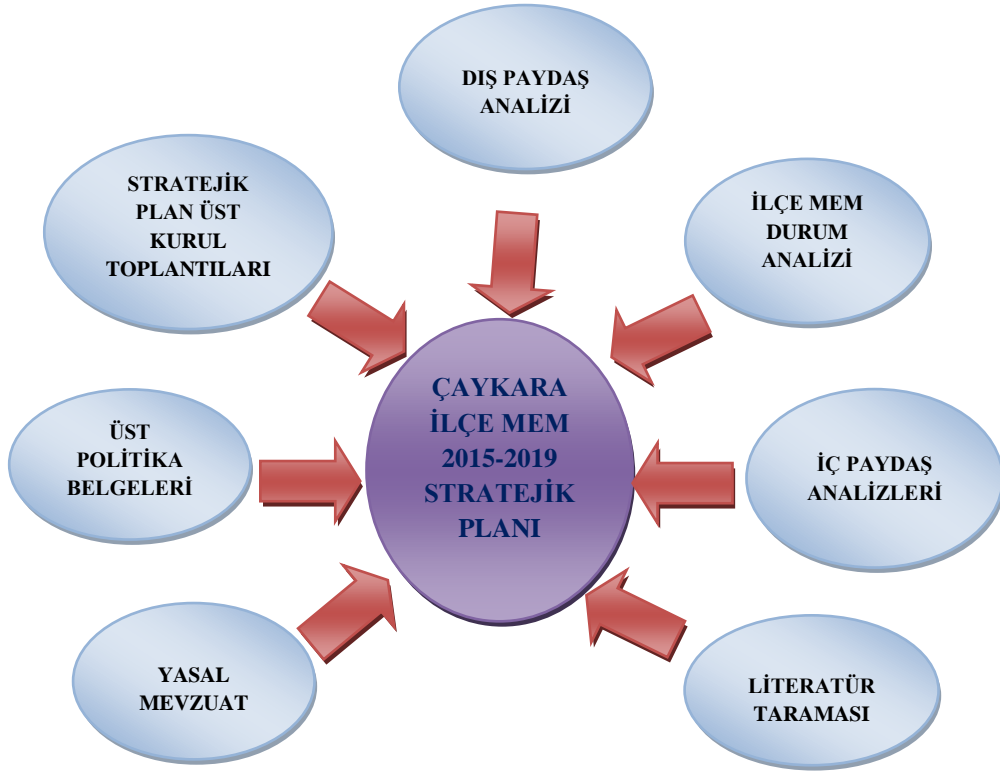 DIŞ PAYDAŞ
ANALİZİ
STRATEJİK
PLAN ÜST
KURUL
TOPLANTILARI
İLÇE MEM
DURUM
ANALİZİ
ÇAYKARA
İLÇE MEM
2015-2019
STRATEJİK
PLANI
ÜST
POLİTİKA
BELGELERİ
İÇ PAYDAŞ
ANALİZLERİ
YASAL
MEVZUAT
LİTERATÜR
TARAMASI